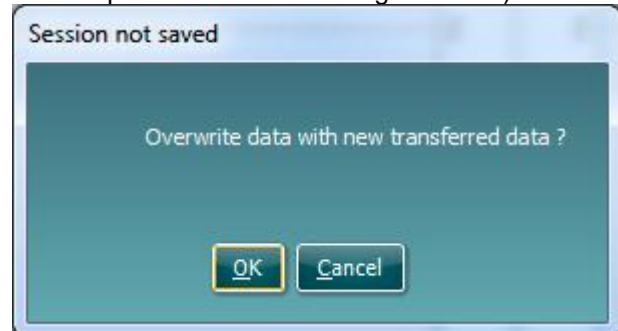 Session not saved
Overwrite data with new transferred data ?
OK Cancel